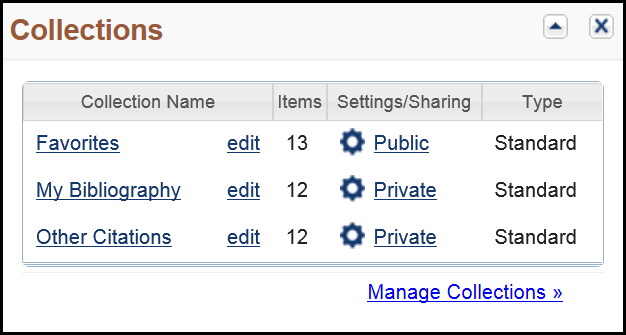 Collections
Collection Name Items Settings/Sharing Type
Favorites edit 13 Public Standard
My Bibliography edit 12 Private Standard
Other Citations edit 12 Private Standard
Manage Collections »